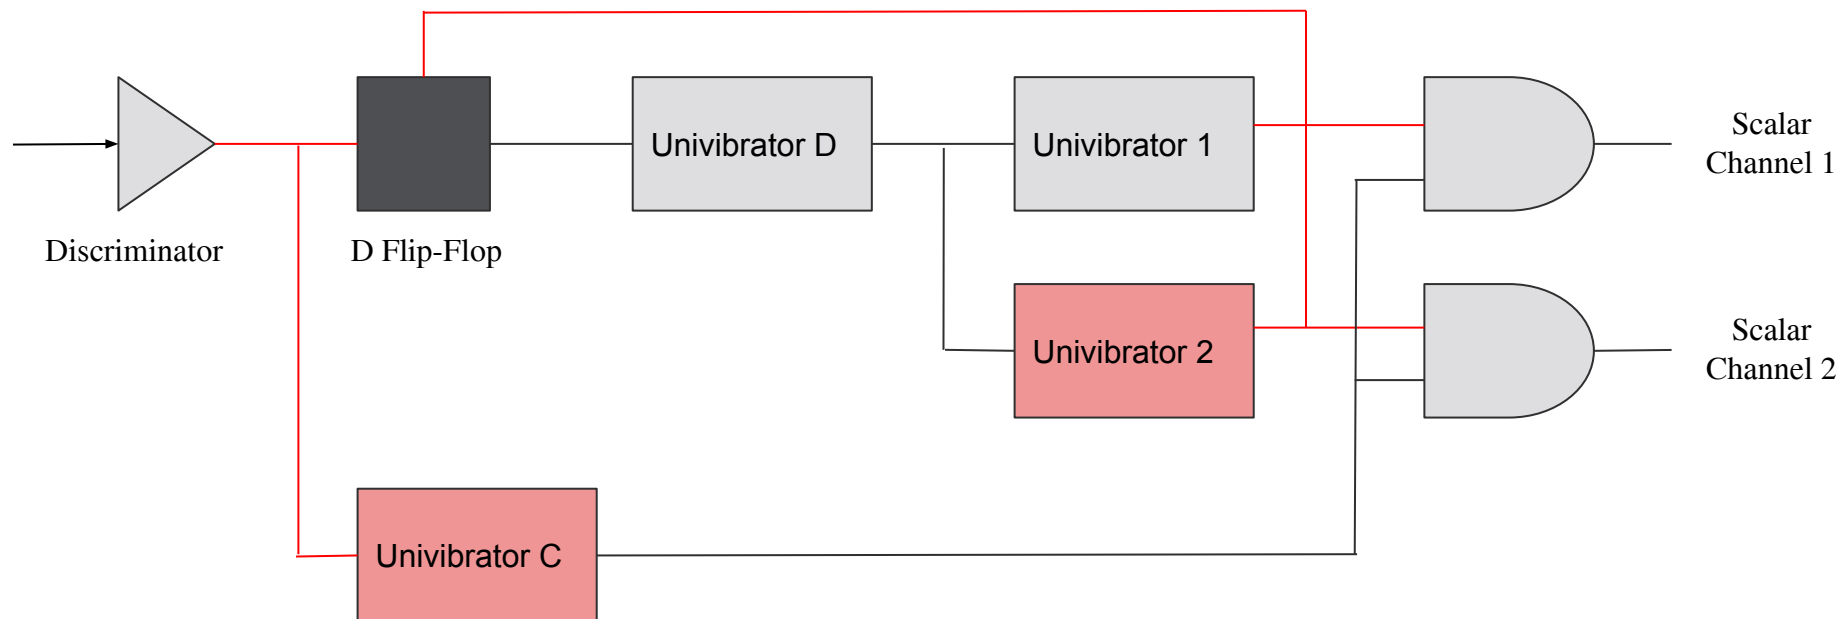 Univibrator D
Univibrator 1
Scalar
Channel 1
Discriminator
D Flip-Flop
Univibrator 2
Scalar
Channel 2
Univibrator C